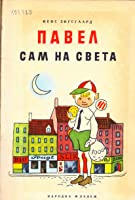 ЙЕНС ЗИГСГААРД
ПАВЕЛ
САМ НА СВЕТА
НАРОДНА МЛАДЕЖ